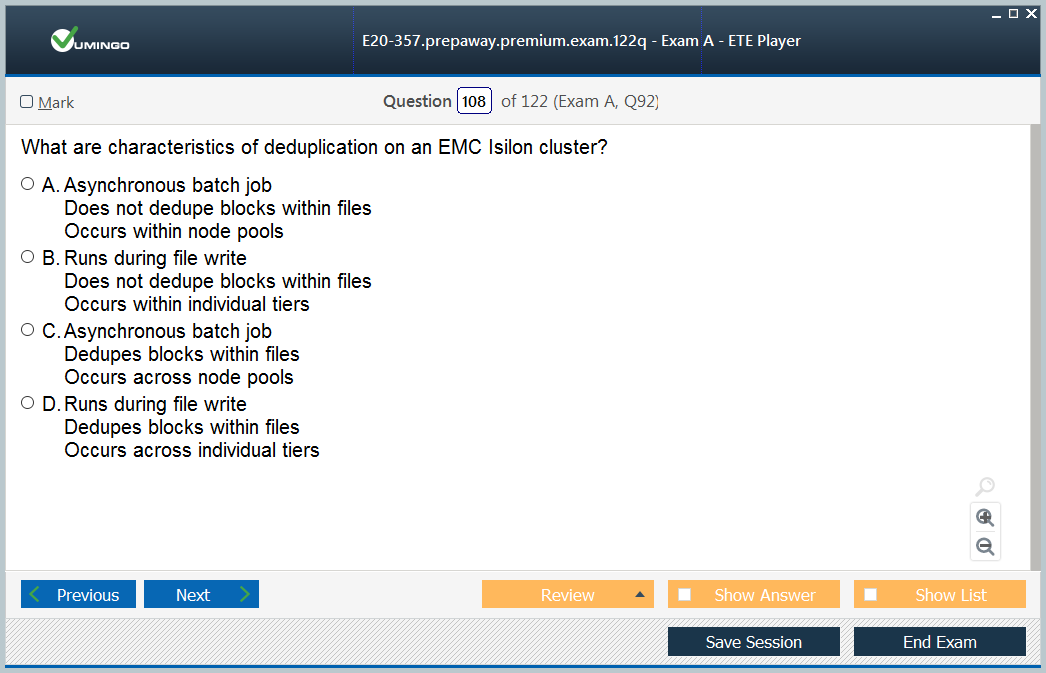 VUMINGO
E20-357.prepaway.premium.exam.122q - Exam A - ETE Player
Mark
Question 108 of 122 (Exam A, Q92)
What are characteristics of deduplication on an EMC Isilon cluster?
A. Asynchronous batch job
Does not dedupe blocks within files
Occurs within node pools
B. Runs during file write
Does not dedupe blocks within files
Occurs within individual tiers
C. Asynchronous batch job
Dedupes blocks within files
Occurs across node pools
D. Runs during file write
Dedupes blocks within files
Occurs across individual tiers
Previous Next Review Show Answer Show List
Save Session End Exam